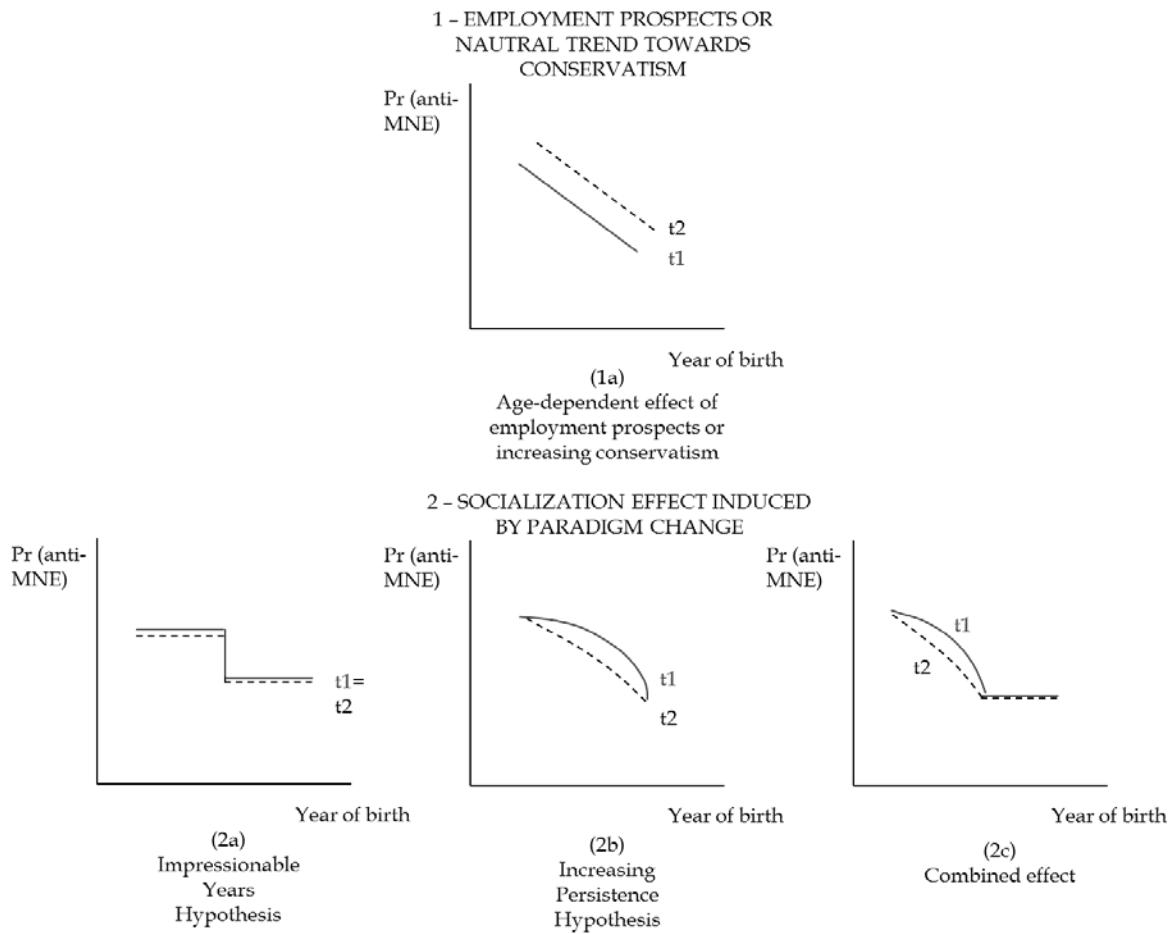 1 – EMPLOYMENT PROSPECTS OR
NAUTRAL TREND TOWARDS
CONSERVATISM
Pr (anti-
MNE)
t2
t1
Year of birth
(1a)
Age-dependent effect of
employment prospects or
increasing conservatism
2 – SOCIALIZATION EFFECT INDUCED
BY PARADIGM CHANGE
Pr (anti-
MNE)
t1=
t2
Year of birth
(2a)
Impressionable
Years
Hypothesis
Pr (anti-
MNE)
t1
t2
Year of birth
(2b)
Increasing
Persistence
Hypothesis
Pr (anti-
MNE)
t1
t2
Year of birth
(2c)
Combined effect